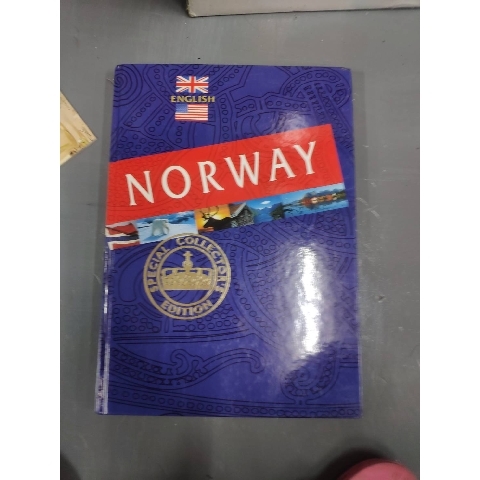 ENGLISH
NORWAY
SPECIAL COLLECTOR'S
EDITION